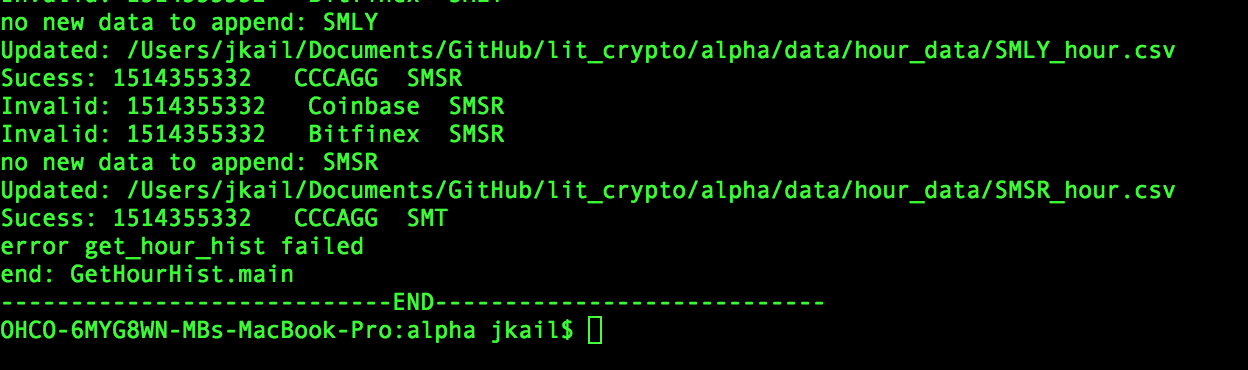 no new data to append: SMLY
Updated: /Users/jkail/Documents/GitHub/lit_crypto/alpha/data/hour_data/SMLY_hour.csv
Sucess: 1514355332   CCCAGG  SMSR
Invalid: 1514355332   Coinbase  SMSR
Invalid: 1514355332   Bitfinex  SMSR
no new data to append: SMSR
Updated: /Users/jkail/Documents/GitHub/lit_crypto/alpha/data/hour_data/SMSR_hour.csv
Sucess: 1514355332   CCCAGG  SMT
error get_hour_hist failed
end: GetHourHist.main
----------------------------END----------------------------
OHCO-6MYG8WN-MBs-MacBook-Pro:alpha jkail$